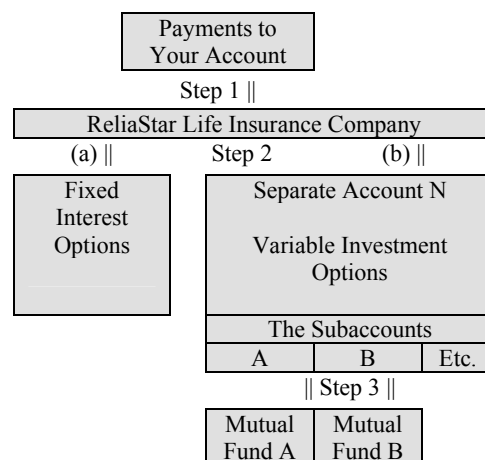 Payments to
Your Account
Step 1 ||
ReliaStar Life Insurance Company
(a) || Step 2 (b) ||
Fixed
Interest
Options
Separate Account N
Variable Investment
Options
The Subaccounts
A B Etc.
|| Step 3 ||
Mutual
Fund A
Mutual
Fund B